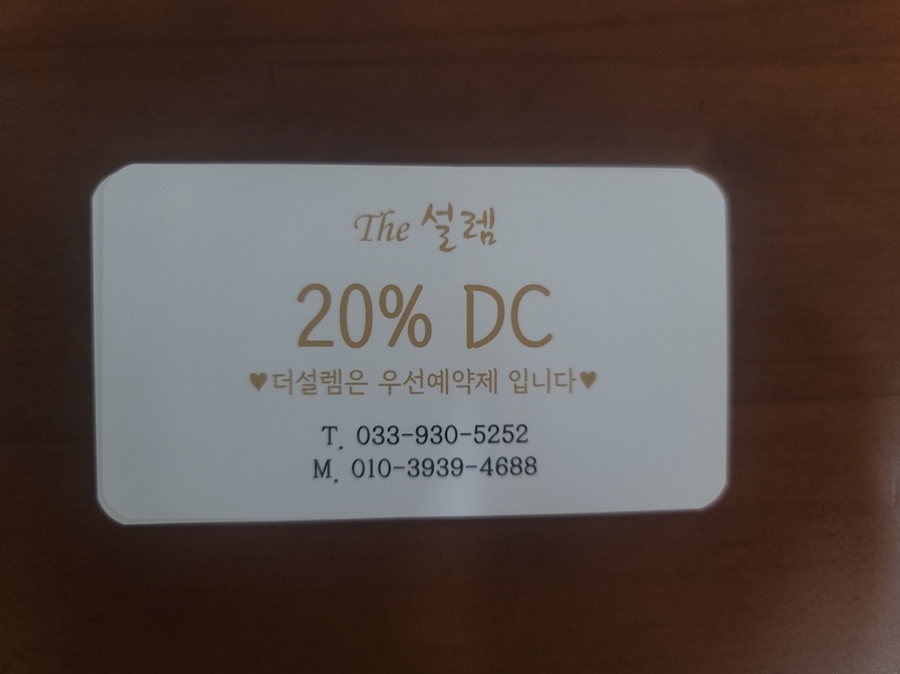 The 설렘
20% DC
♥더설렘은 우선예약제 입니다♥
T. 033-930-5252
M. 010-3939-4688